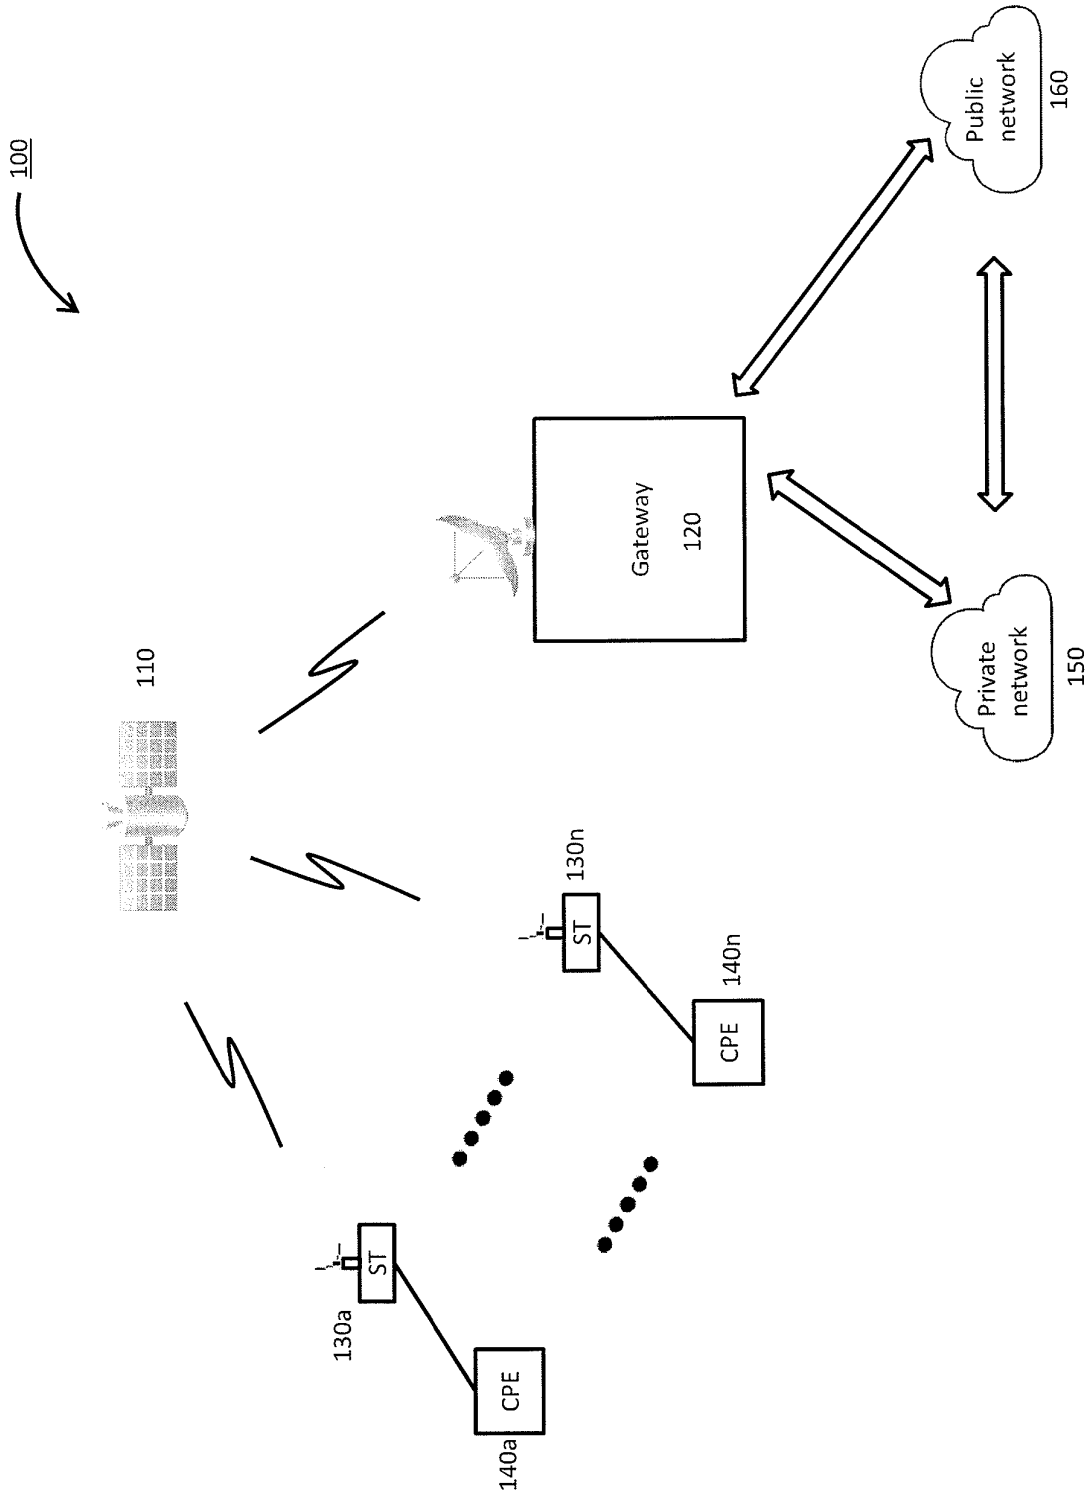 100
110
130a
ST
CPE
140a
130n
ST
CPE
140n
Gateway
120
Private
network
150
Public
network
160